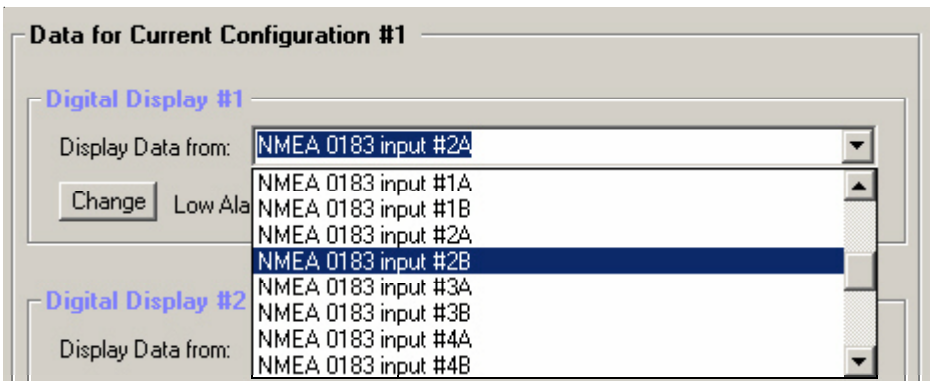 Data for Current Configuration #1
Digital Display #1
Display Data from: NMEA 0183 input #2A
NMEA 0183 input #1A
Change Low Ala NMEA 0183 input #1B
NMEA 0183 input #2A
NMEA 0183 input #2B
NMEA 0183 input #3A
Digital Display #2 NMEA 0183 input #3B
Display Data from: NMEA 0183 input #4A
NMEA 0183 input #4B